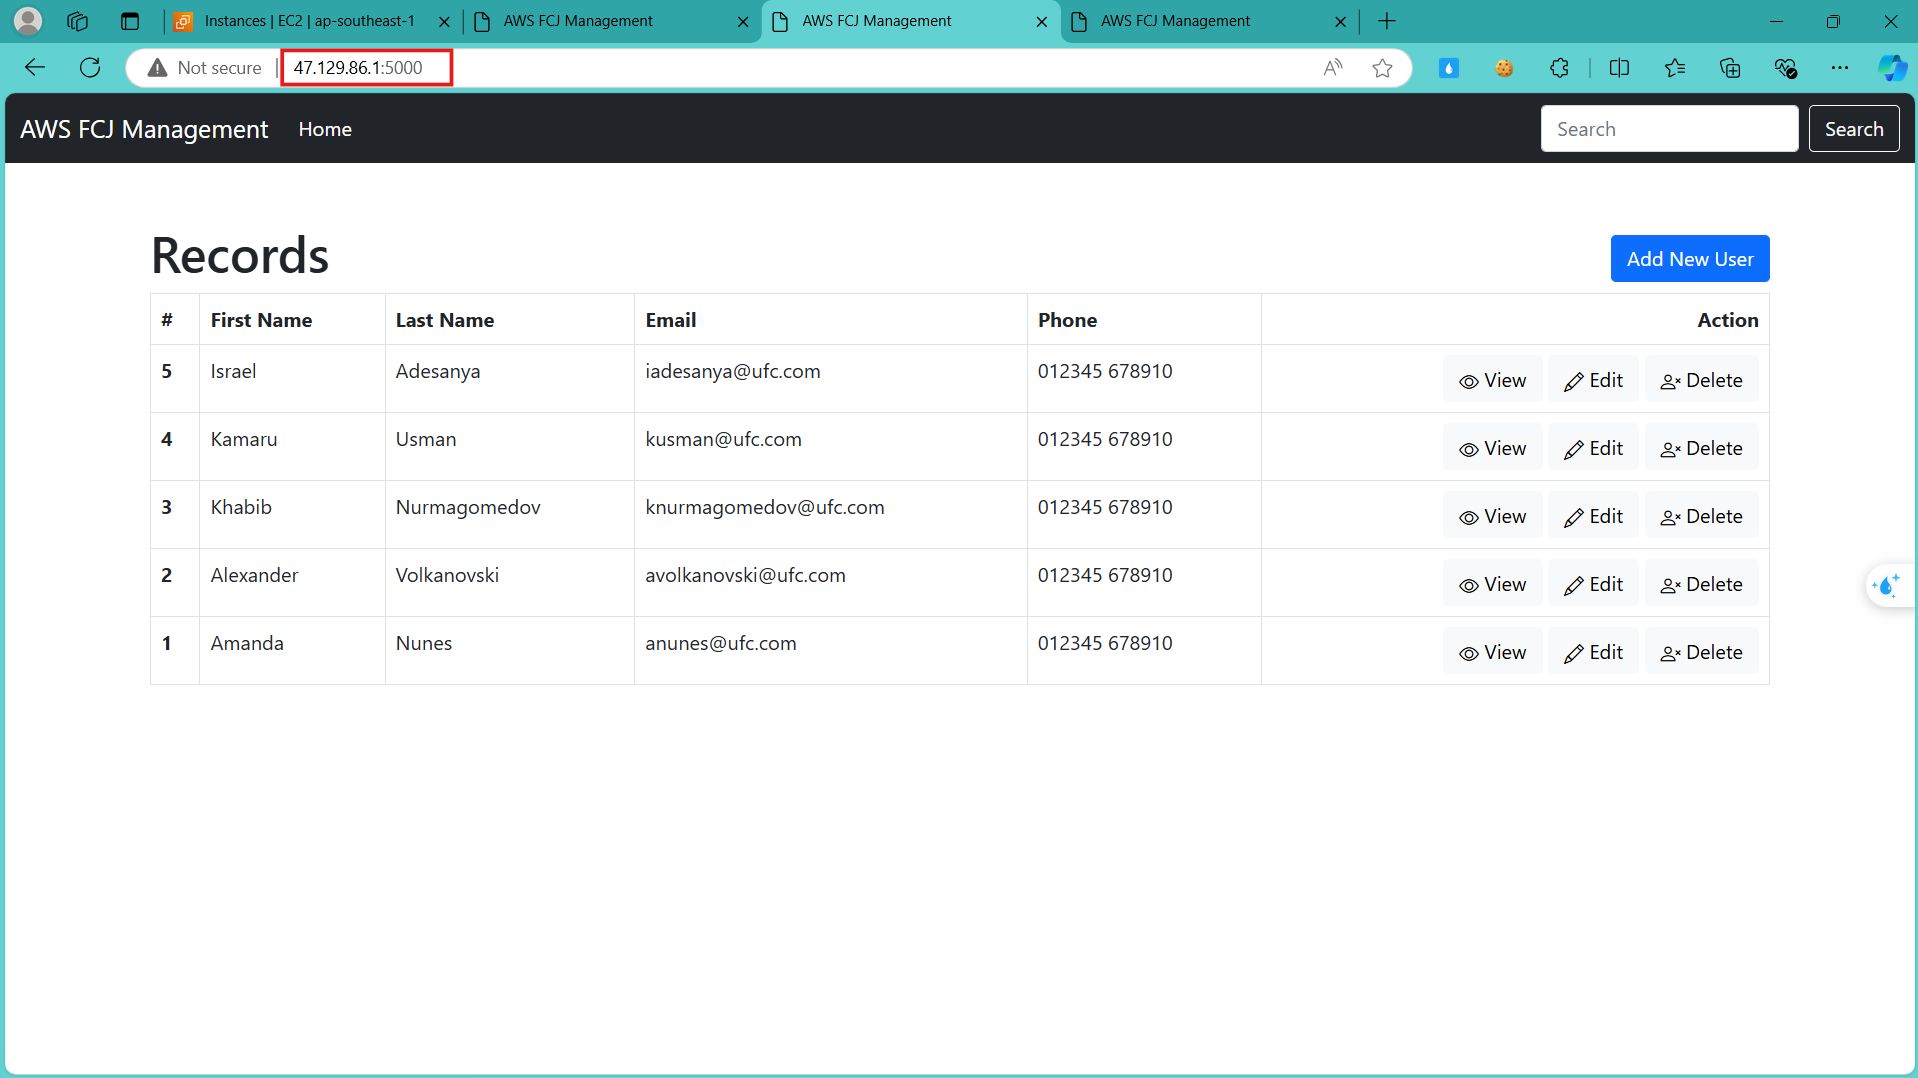 Instances | EC2 | ap-southeast-1
AWS FCJ Management
AWS FCJ Management
AWS FCJ Management
Not secure
47.129.86.1:5000
AWS FCJ Management
Home
Search
Search
Records
Add New User
# First Name Last Name Email Phone Action
5 Israel Adesanya iadesanya@ufc.com 012345 678910 View Edit Delete
4 Kamaru Usman kusman@ufc.com 012345 678910 View Edit Delete
3 Khabib Nurmagomedov knurmagomedov@ufc.com 012345 678910 View Edit Delete
2 Alexander Volkanovski avolkanovski@ufc.com 012345 678910 View Edit Delete
1 Amanda Nunes anunes@ufc.com 012345 678910 View Edit Delete